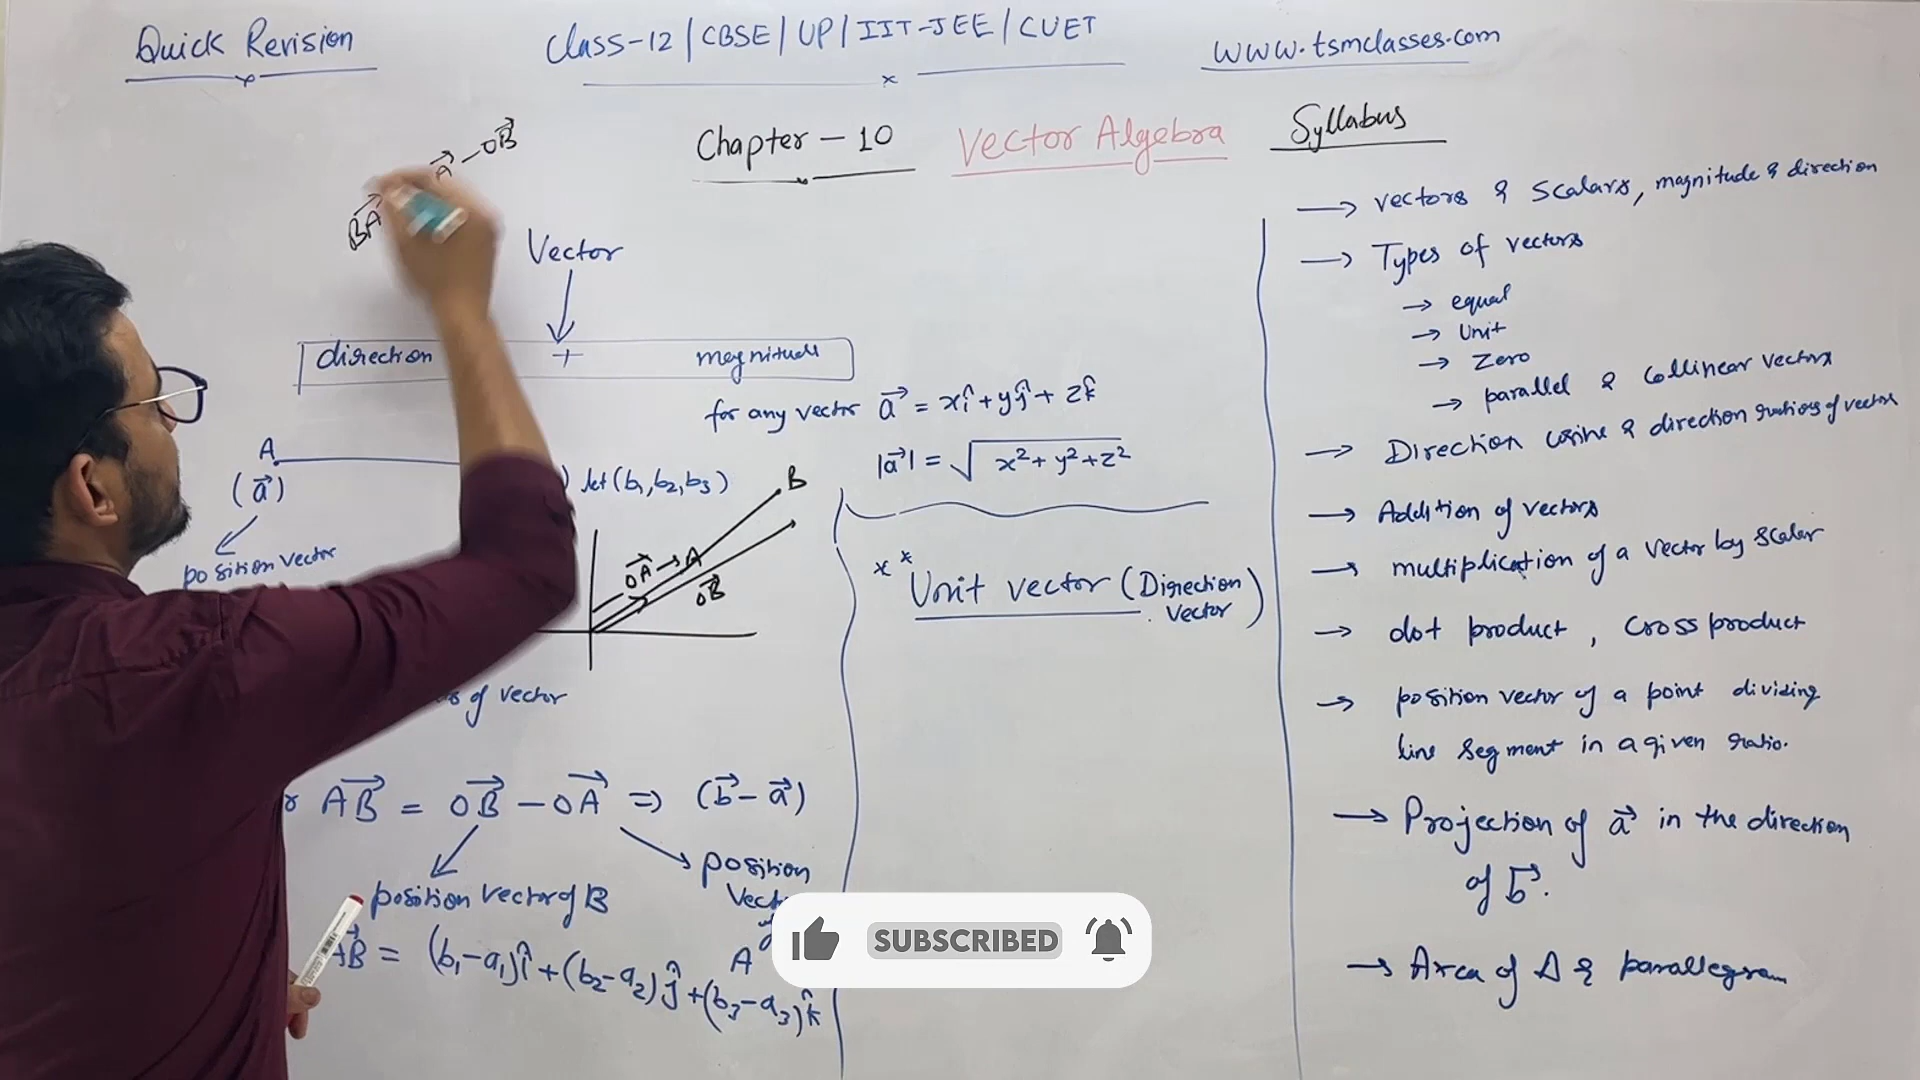 Quick Revision
Class-12 / CBSE / UP / IIT-JEE / CUET
www.tsmclasses.com
Chapter - 10 Vector Algebra
Syllabus
BA→ A→ - OB→
Vector
direction + magnitude
for any vector a→ = xî + yĵ + zk̂
|a→| = √x² + y² + z²
A
(a→)
position vector
) let (b₁, b₂, b₃)
B
OA→ → A
OB→
of vector
AB→ = OB→ - OA→ ⇒ (b→ - a→)
position vector of B
position
A
AB→ = (b₁-a₁)î + (b₂-a₂)ĵ + (b₃-a₃)k̂
** Unit vector (Direction vector)
→ vectors & Scalars, magnitude & direction
→ Types of vectors
→ equal
→ Unit
→ Zero
→ parallel & collinear vectors
→ Direction cosine & direction ratios of vector
→ Addition of vectors
→ multiplication of a vector by scalar
→ dot product, cross product
→ position vector of a point dividing
line segment in a given ratio.
→ Projection of a→ in the direction
of b→.
→ Area of Δ & parallegram
SUBSCRIBED